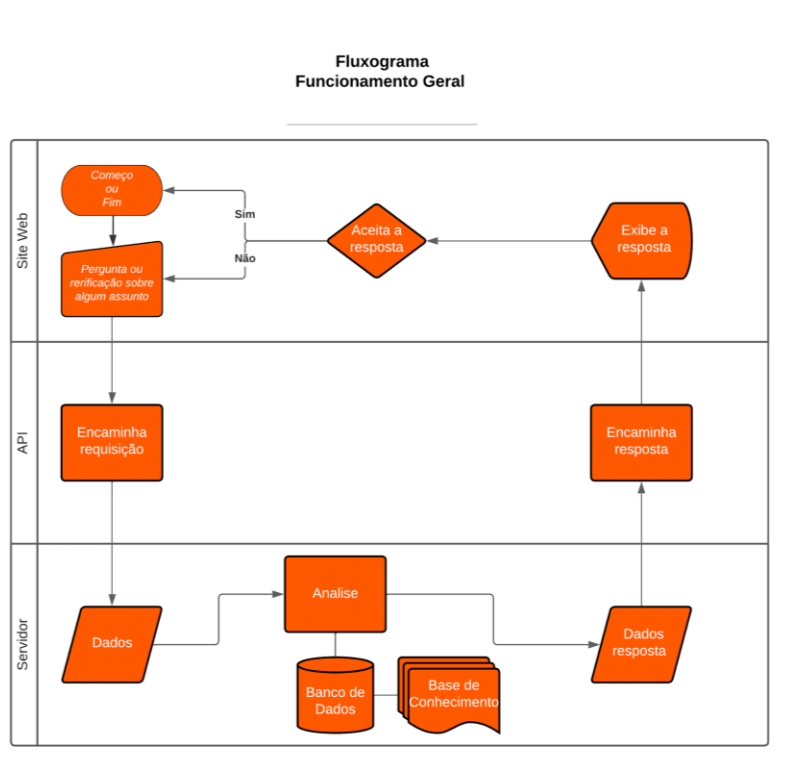 Fluxograma
Funcionamento Geral
Site Web
Começo
ou
Fim
Sim
Não
Aceita a
resposta
Exibe a
resposta
Pergunta ou
rerificação sobre
algum assunto
API
Encaminha
requisição
Encaminha
resposta
Servidor
Dados
Analise
Dados
resposta
Banco de
Dados
Base de
Conhecimento